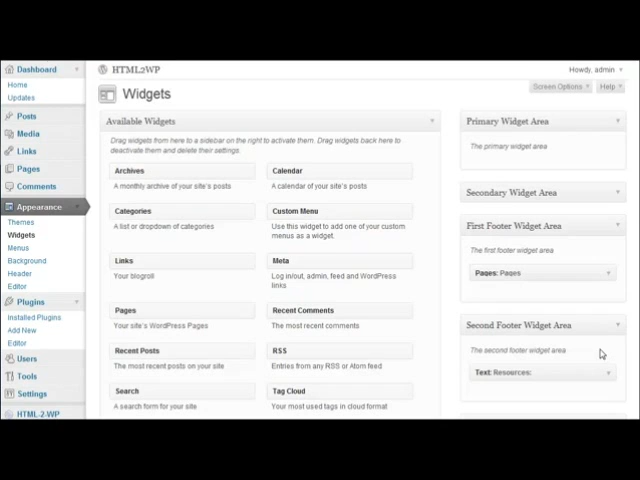 Dashboard
Home
Updates
Posts
Media
Links
Pages
Comments
Appearance
Themes
Widgets
Menus
Background
Header
Editor
Plugins
Installed Plugins
Add New
Editor
Users
Tools
Settings
HTML-2-WP
HTML2WP
Howdy, admin
Screen Options
Help
Widgets
Available Widgets
Drag widgets from here to a sidebar on the right to activate them. Drag widgets back here to
deactivate them and delete their settings.
Archives
A monthly archive of your site's posts
Calendar
A calendar of your site's posts
Categories
A list or dropdown of categories
Custom Menu
Use this widget to add one of your custom
menus as a widget.
Links
Your blogroll
Meta
Log in/out, admin, feed and WordPress
links
Pages
Your site's WordPress Pages
Recent Comments
The most recent comments
Recent Posts
The most recent posts on your site
RSS
Entries from any RSS or Atom feed
Search
A search form for your site
Tag Cloud
Your most used tags in cloud format
Primary Widget Area
The primary widget area
Secondary Widget Area
First Footer Widget Area
The first footer widget area
Pages: Pages
Second Footer Widget Area
The second footer widget area
Text: Resources: